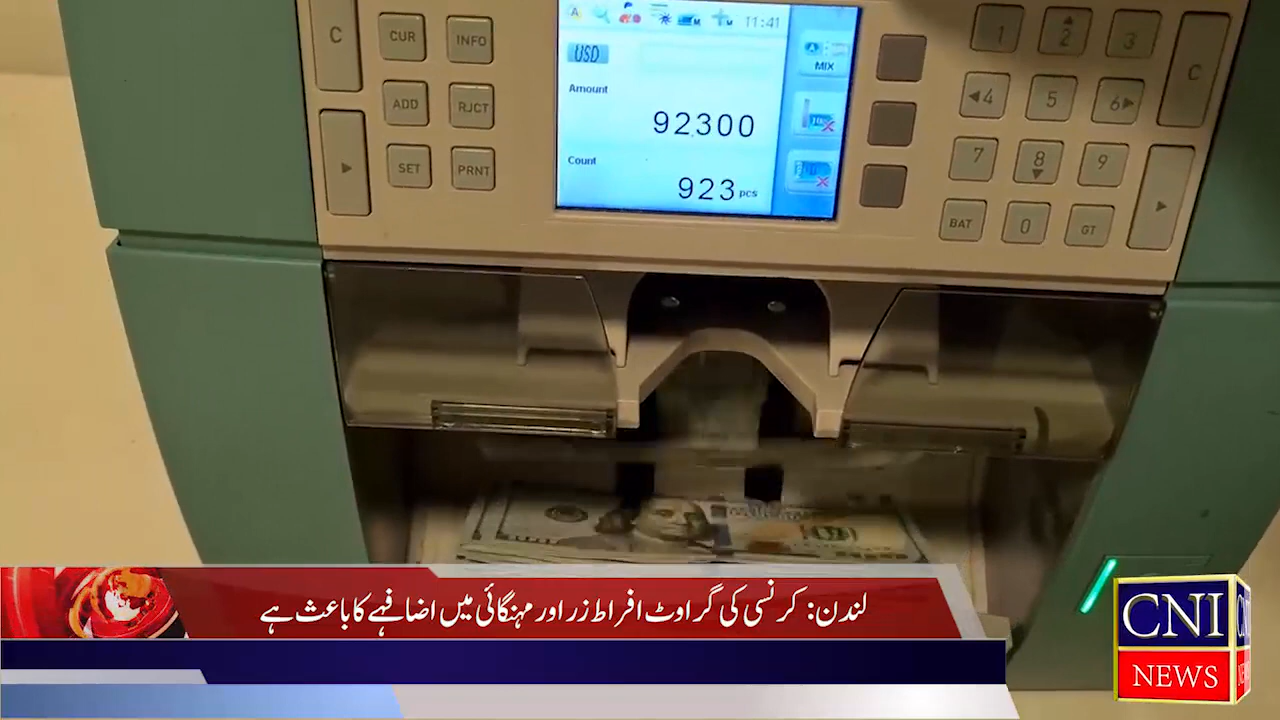 C
CUR
INFO
ADD
RJCT
SET
PRNT
11:41
USD
MIX
Amount
92300
Count
923 pcs
1
2
3
C
4
5
6
7
8
9
BAT
0
GT
لندن: کرنسی کی گراوٹ افراط زر اور مہنگائی میں اضافہے کا باعث ہے
CNI
NEWS